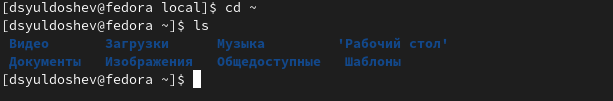 [dsyuldoshev@fedora local]$ cd ~
[dsyuldoshev@fedora ~]$ ls
Видео Загрузки Музыка 'Рабочий стол'
Документы Изображения Общедоступные Шаблоны
[dsyuldoshev@fedora ~]$